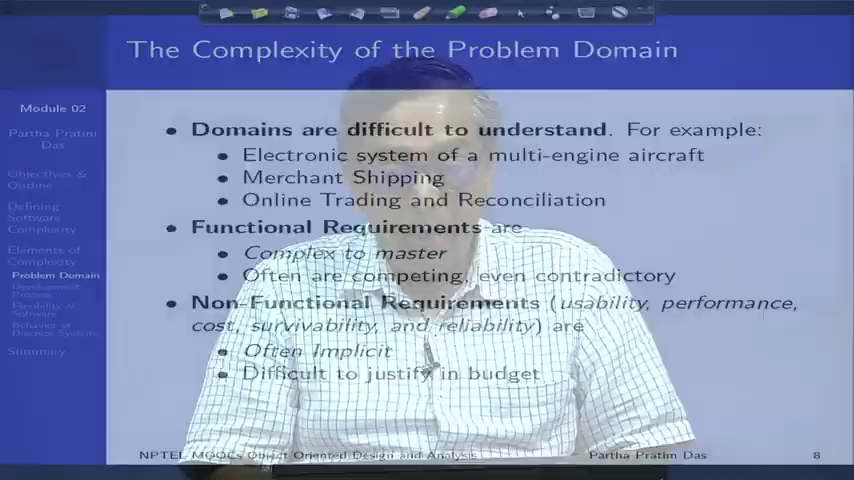 The Complexity of the Problem Domain
Module 02
Partha Pratim
Das
Objectives &
Outline
Defining
Software
Complexity
Elements of
Complexity
Problem Domain
Development
Process
Flexibility of
Software
Behavior of
Discrete Systems
Summary
• Domains are difficult to understand. For example:
• Electronic system of a multi-engine aircraft
• Merchant Shipping
• Online Trading and Reconciliation
• Functional Requirements are
• Complex to master
• Often are competing, even contradictory
• Non-Functional Requirements (usability, performance,
cost, survivability, and reliability) are
• Often Implicit
• Difficult to justify in budget
NPTEL MOOCs Object Oriented Design and Analysis
Partha Pratim Das
8